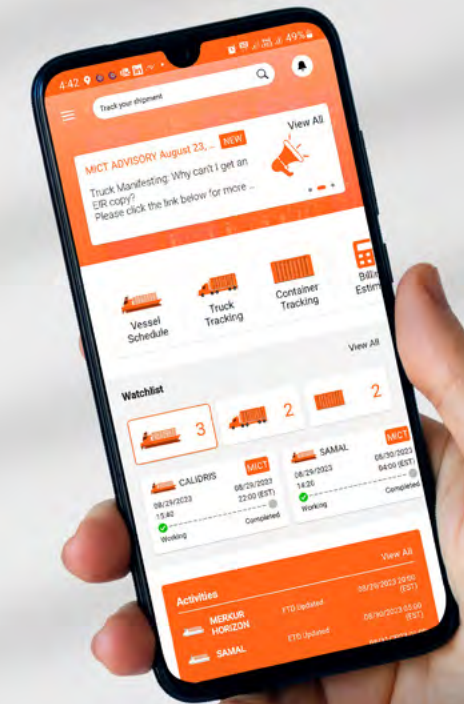 4:42
49%
Track your shipment
MICT ADVISORY August 23, ... NEW
View All
Truck Manifesting: Why can't I get an
EIR copy?
Please click the link below for more ...
Vessel
Schedule
Truck
Tracking
Container
Tracking
Billin
Estim
Watchlist
View All
3
2
2
CALIDRIS
MICT
08/29/2023
15:40
08/29/2023
22:00 (EST)
Working
Completed
SAMAL
MICT
08/29/2023
14:20
08/30/2023
04:00 (EST)
Working
Completed
Activities
View All
MERKUR
HORIZON
ETD Updated
08/29/2023 20:00
(EST)
SAMAL
ETD Updated
08/30/2023 05:00
(EST)